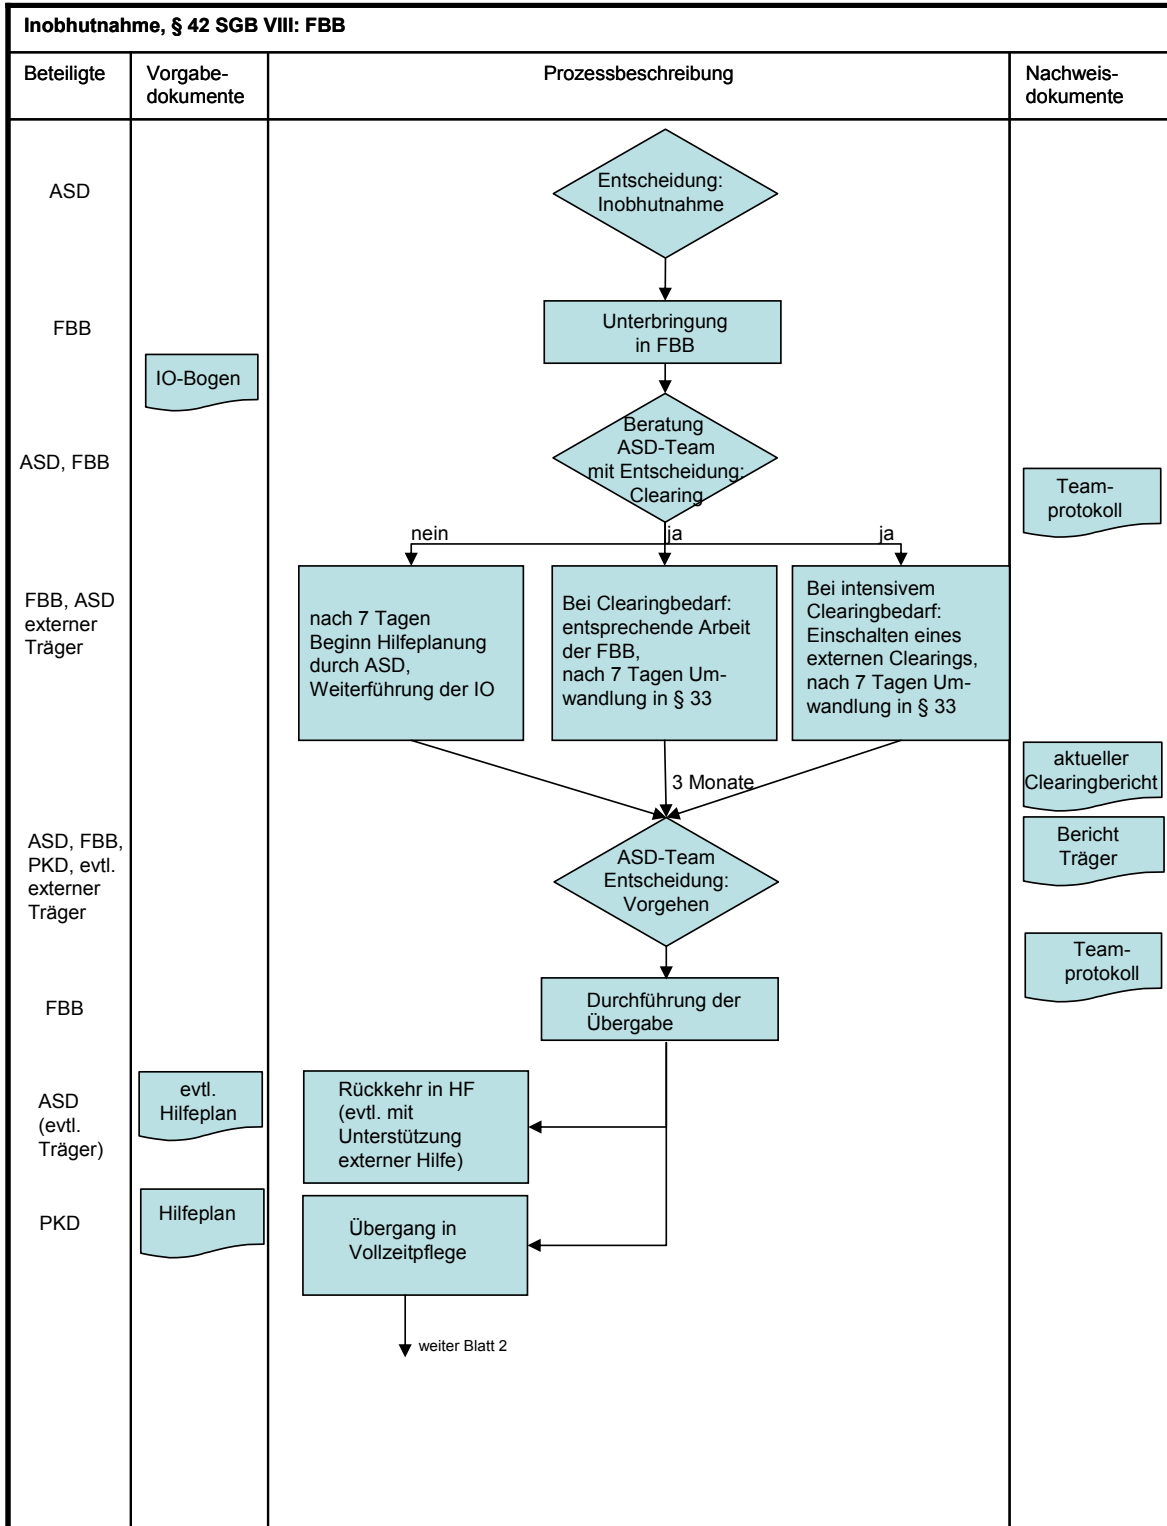 Inobhutnahme, § 42 SGB VIII: FBB
Beteiligte
Vorgabe-
dokumente
Prozessbeschreibung
Nachweis-
dokumente
ASD
Entscheidung:
Inobhutnahme
FBB
Unterbringung
in FBB
IO-Bogen
ASD, FBB
Beratung
ASD-Team
mit Entscheidung:
Clearing
Team-
protokoll
nein
ja
ja
FBB, ASD
externer
Träger
nach 7 Tagen
Beginn Hilfeplanung
durch ASD,
Weiterführung der IO
Bei Clearingbedarf:
entsprechende Arbeit
der FBB,
nach 7 Tagen Um-
wandlung in § 33
Bei intensivem
Clearingbedarf:
Einschalten eines
externen Clearings,
nach 7 Tagen Um-
wandlung in § 33
3 Monate
aktueller
Clearingbericht
ASD, FBB,
PKD, evtl.
externer
Träger
ASD-Team
Entscheidung:
Vorgehen
Bericht
Träger
Team-
protokoll
FBB
Durchführung der
Übergabe
ASD
(evtl.
Träger)
evtl.
Hilfeplan
Rückkehr in HF
(evtl. mit
Unterstützung
externer Hilfe)
PKD
Hilfeplan
Übergang in
Vollzeitpflege
weiter Blatt 2